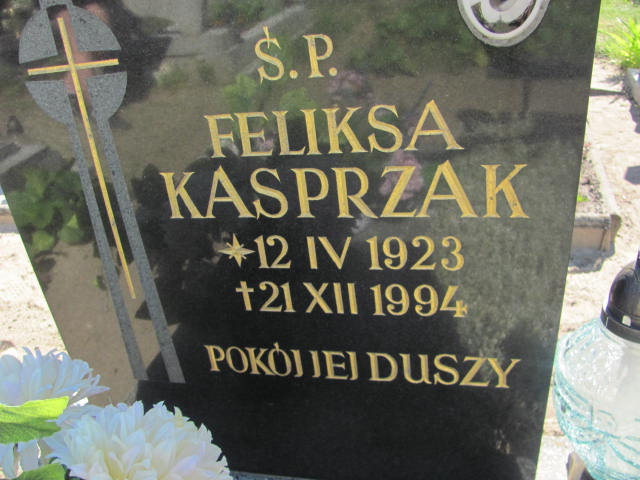 Ś.P.
FELIKSA
KASPRZAK
*12 IV 1923
†21 XII 1994
POKÓJ JEJ DUSZY